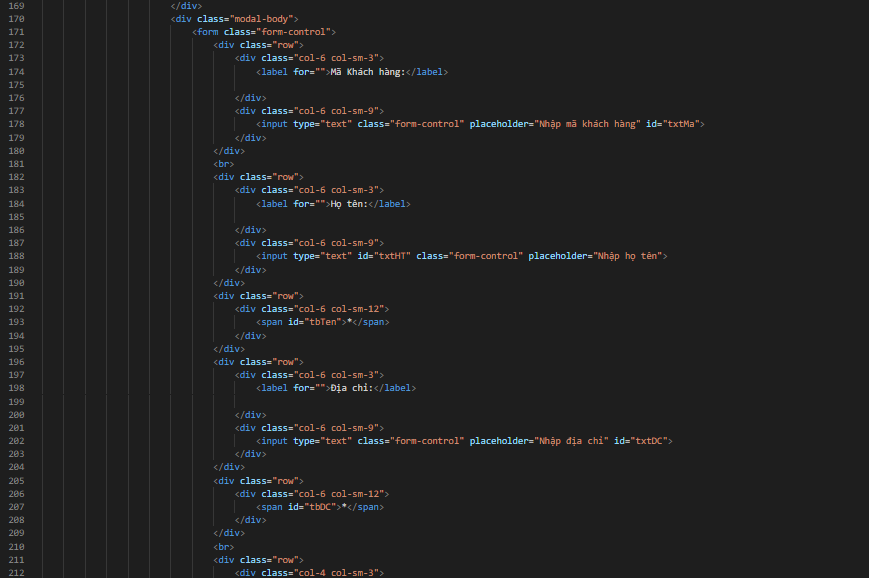 169 </div>
170 <div class="modal-body">
171 <form class="form-control">
172 <div class="row">
173 <div class="col-6 col-sm-3">
174 <label for="">Mã Khách hàng:</label>
175
176 </div>
177 <div class="col-6 col-sm-9">
178 <input type="text" class="form-control" placeholder="Nhập mã khách hàng" id="txtMa">
179 </div>
180 </div>
181 <br>
182 <div class="row">
183 <div class="col-6 col-sm-3">
184 <label for="">Họ tên:</label>
185
186 </div>
187 <div class="col-6 col-sm-9">
188 <input type="text" id="txtHT" class="form-control" placeholder="Nhập họ tên">
189 </div>
190 </div>
191 <div class="row">
192 <div class="col-6 col-sm-12">
193 <span id="tbTen">*</span>
194 </div>
195 </div>
196 <div class="row">
197 <div class="col-6 col-sm-3">
198 <label for="">Địa chỉ:</label>
199
200 </div>
201 <div class="col-6 col-sm-9">
202 <input type="text" class="form-control" placeholder="Nhập địa chỉ" id="txtDC">
203 </div>
204 </div>
205 <div class="row">
206 <div class="col-6 col-sm-12">
207 <span id="tbDC">*</span>
208 </div>
209 </div>
210 <br>
211 <div class="row">
212 <div class="col-4 col-sm-3">